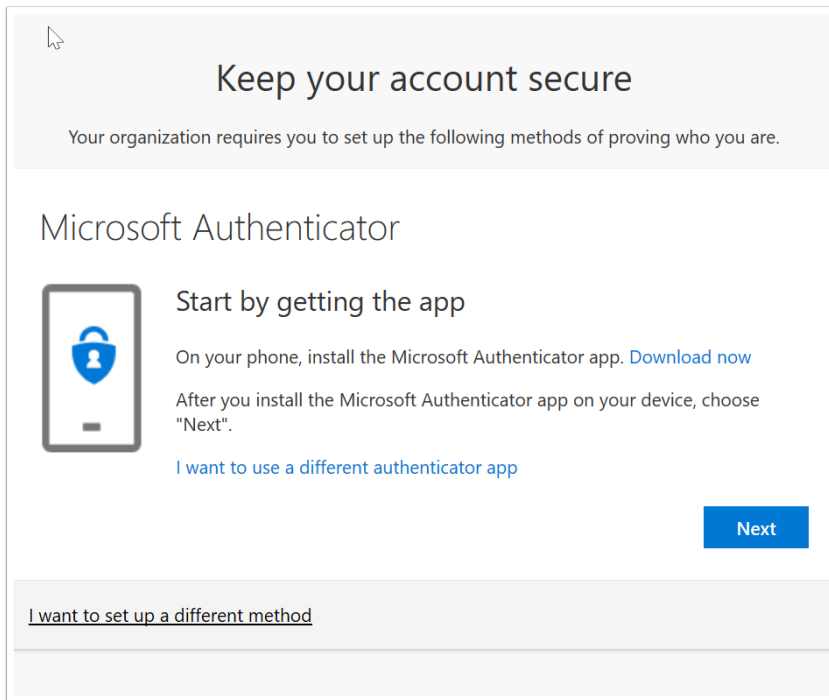 Keep your account secure
Your organization requires you to set up the following methods of proving who you are.
Microsoft Authenticator
Start by getting the app
On your phone, install the Microsoft Authenticator app. Download now
After you install the Microsoft Authenticator app on your device, choose
"Next".
I want to use a different authenticator app
Next
I want to set up a different method